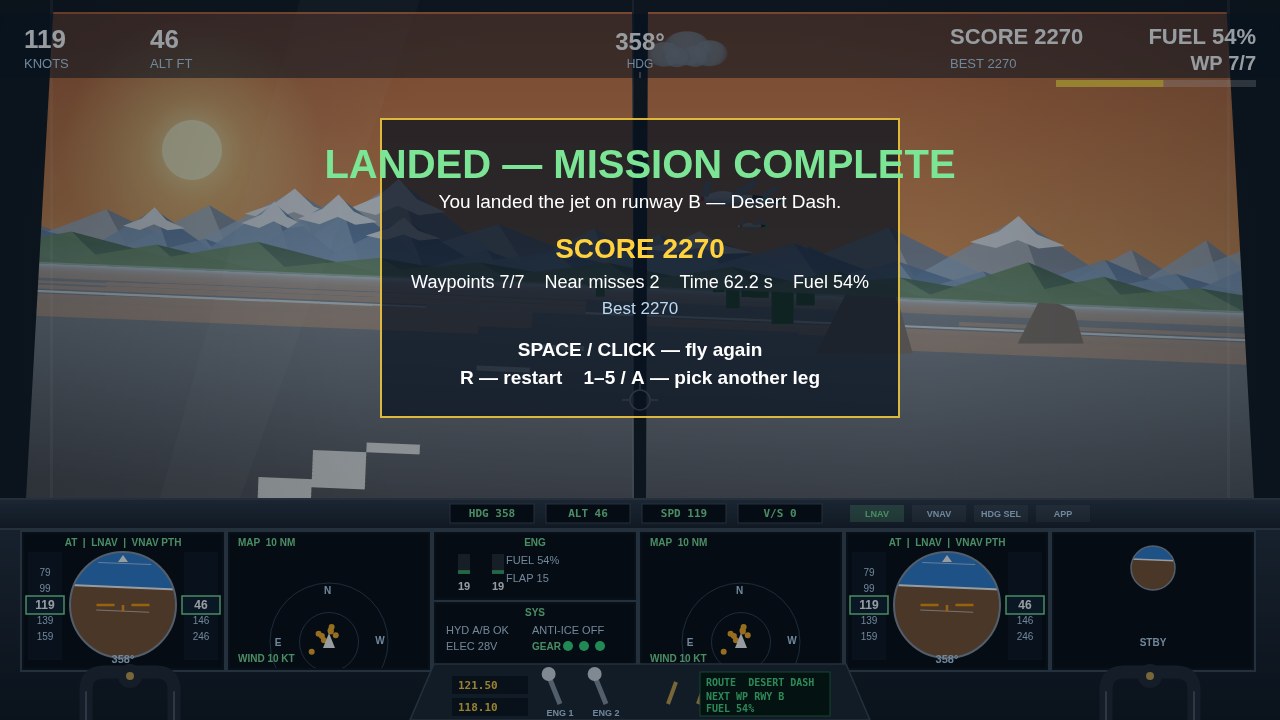 119
KNOTS
46
ALT FT
358°
HDG
SCORE 2270
BEST 2270
FUEL 54%
WP 7/7
LANDED — MISSION COMPLETE
You landed the jet on runway B — Desert Dash.
SCORE 2270
Waypoints 7/7 Near misses 2 Time 62.2 s Fuel 54%
Best 2270
SPACE / CLICK — fly again
R — restart 1–5 / A — pick another leg
HDG 358 ALT 46 SPD 119 V/S 0 LNAV VNAV HDG SEL APP
AT | LNAV | VNAV PTH
79
99
119
139
159
46
146
246
358°
MAP 10 NM
N
E
W
WIND 10 KT
ENG
FUEL 54%
FLAP 15
19 19
SYS
HYD A/B OK ANTI-ICE OFF
ELEC 28V GEAR
MAP 10 NM
N
E
W
WIND 10 KT
AT | LNAV | VNAV PTH
79
99
119
139
159
46
146
246
358°
STBY
121.50
118.10
ENG 1 ENG 2
ROUTE DESERT DASH
NEXT WP RWY B
FUEL 54%